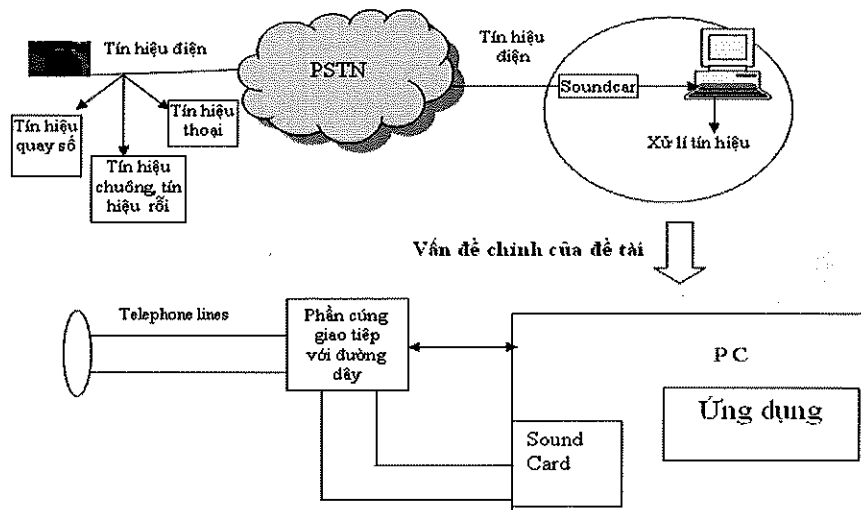 Tín hiệu điện
PSTN
Tín hiệu
điện
Soundcar
Xử lí tín hiệu
Tín hiệu
quay số
Tín hiệu
thoại
Tín hiệu
chuông, tín
hiệu rỗi
Vấn đề chính của đề tài
Telephone lines
Phần cứng
giao tiếp
với đường
dây
PC
Ứng dụng
Sound
Card